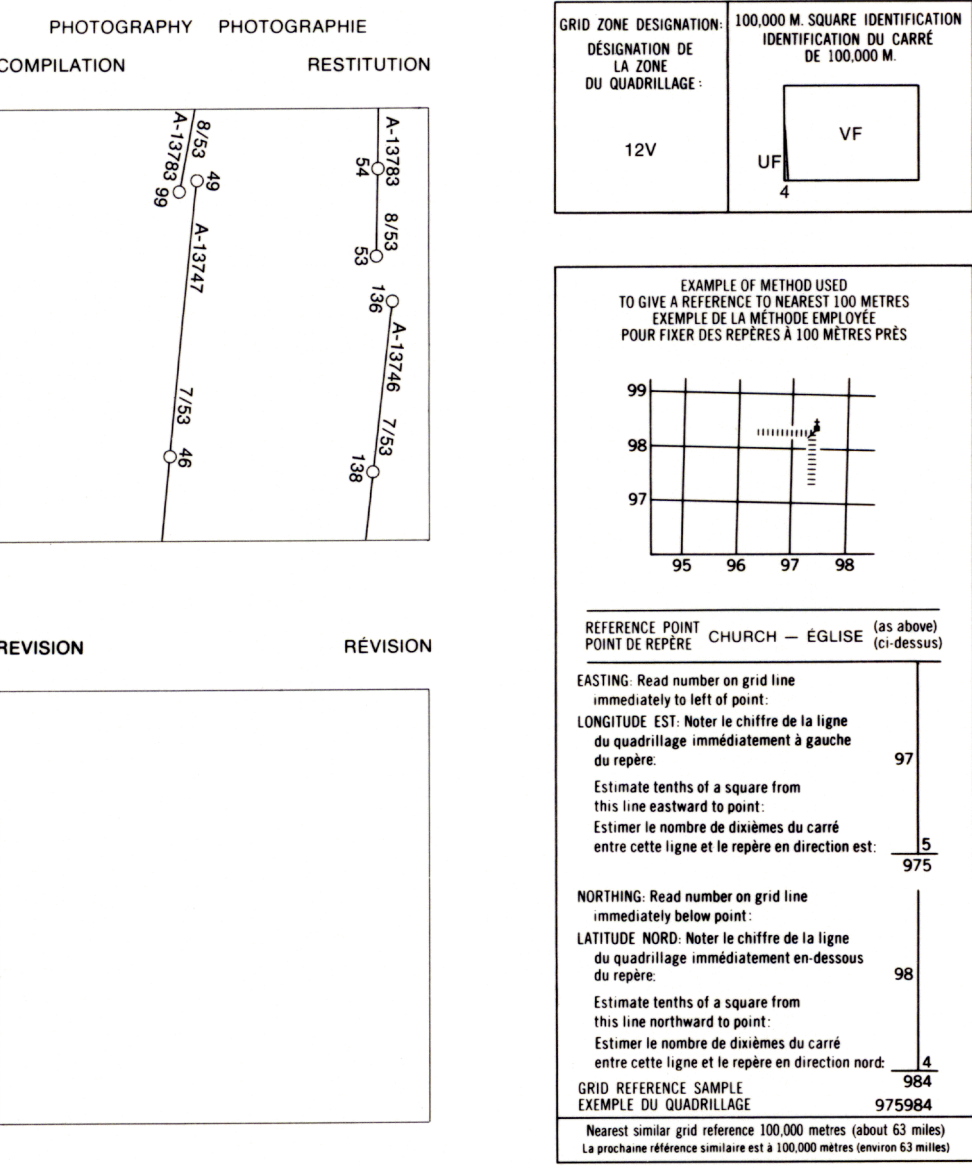 PHOTOGRAPHY PHOTOGRAPHIE
COMPILATION RESTITUTION
A-13783 8/53
99
49
A-13747
7/53
46
A-13783
54
8/53
53
136
A-13746
7/53
138
REVISION RÉVISION
GRID ZONE DESIGNATION:
DÉSIGNATION DE
LA ZONE
DU QUADRILLAGE :
12V
100,000 M. SQUARE IDENTIFICATION
IDENTIFICATION DU CARRÉ
DE 100,000 M.
VF
UF
4
EXAMPLE OF METHOD USED
TO GIVE A REFERENCE TO NEAREST 100 METRES
EXEMPLE DE LA MÉTHODE EMPLOYÉE
POUR FIXER DES REPÈRES À 100 MÈTRES PRÈS
99
98
97
95 96 97 98
REFERENCE POINT
POINT DE REPÈRE
CHURCH — ÉGLISE
(as above)
(ci-dessus)
EASTING: Read number on grid line
immediately to left of point:
LONGITUDE EST: Noter le chiffre de la ligne
du quadrillage immédiatement à gauche
du repère: 97
Estimate tenths of a square from
this line eastward to point:
Estimer le nombre de dixièmes du carré
entre cette ligne et le repère en direction est: 5
975
NORTHING: Read number on grid line
immediately below point:
LATITUDE NORD: Noter le chiffre de la ligne
du quadrillage immédiatement en-dessous
du repère: 98
Estimate tenths of a square from
this line northward to point:
Estimer le nombre de dixièmes du carré
entre cette ligne et le repère en direction nord: 4
984
GRID REFERENCE SAMPLE
EXEMPLE DU QUADRILLAGE 975984
Nearest similar grid reference 100,000 metres (about 63 miles)
La prochaine référence similaire est à 100,000 mètres (environ 63 milles)